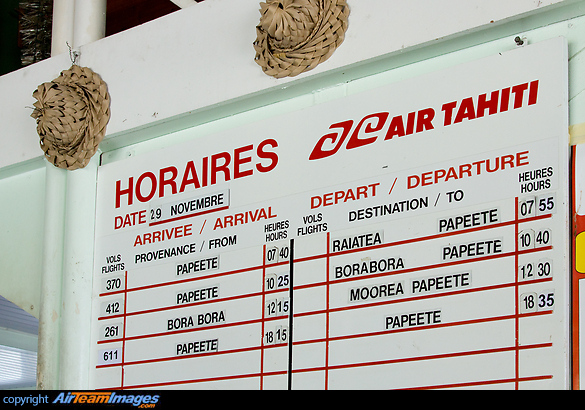 AIR TAHITI
HORAIRES
DATE 29 NOVEMBRE
ARRIVEE / ARRIVAL
VOLS FLIGHTS PROVENANCE / FROM HEURES HOURS
370 PAPEETE 07 40
412 PAPEETE 10 25
261 BORA BORA 12 15
611 PAPEETE 18 15
DEPART / DEPARTURE
VOLS FLIGHTS DESTINATION / TO HEURES HOURS
RAIATEA PAPEETE 07 55
BORABORA PAPEETE 10 40
MOOREA PAPEETE 12 30
PAPEETE 18 35
copyright AirTeamImages.com